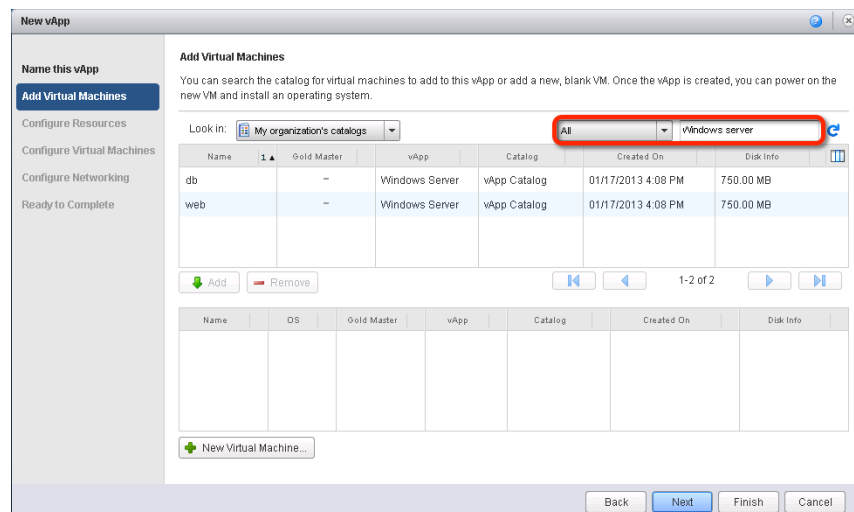 New vApp
Name this vApp
Add Virtual Machines
Configure Resources
Configure Virtual Machines
Configure Networking
Ready to Complete
Add Virtual Machines
You can search the catalog for virtual machines to add to this vApp or add a new, blank VM. Once the vApp is created, you can power on the
new VM and install an operating system.
Look in: My organization's catalogs All Windows server
Name 1 Gold Master vApp Catalog Created On Disk Info
db – Windows Server vApp Catalog 01/17/2013 4:08 PM 750.00 MB
web – Windows Server vApp Catalog 01/17/2013 4:08 PM 750.00 MB
Add Remove 1-2 of 2
Name OS Gold Master vApp Catalog Created On Disk Info
New Virtual Machine...
Back Next Finish Cancel